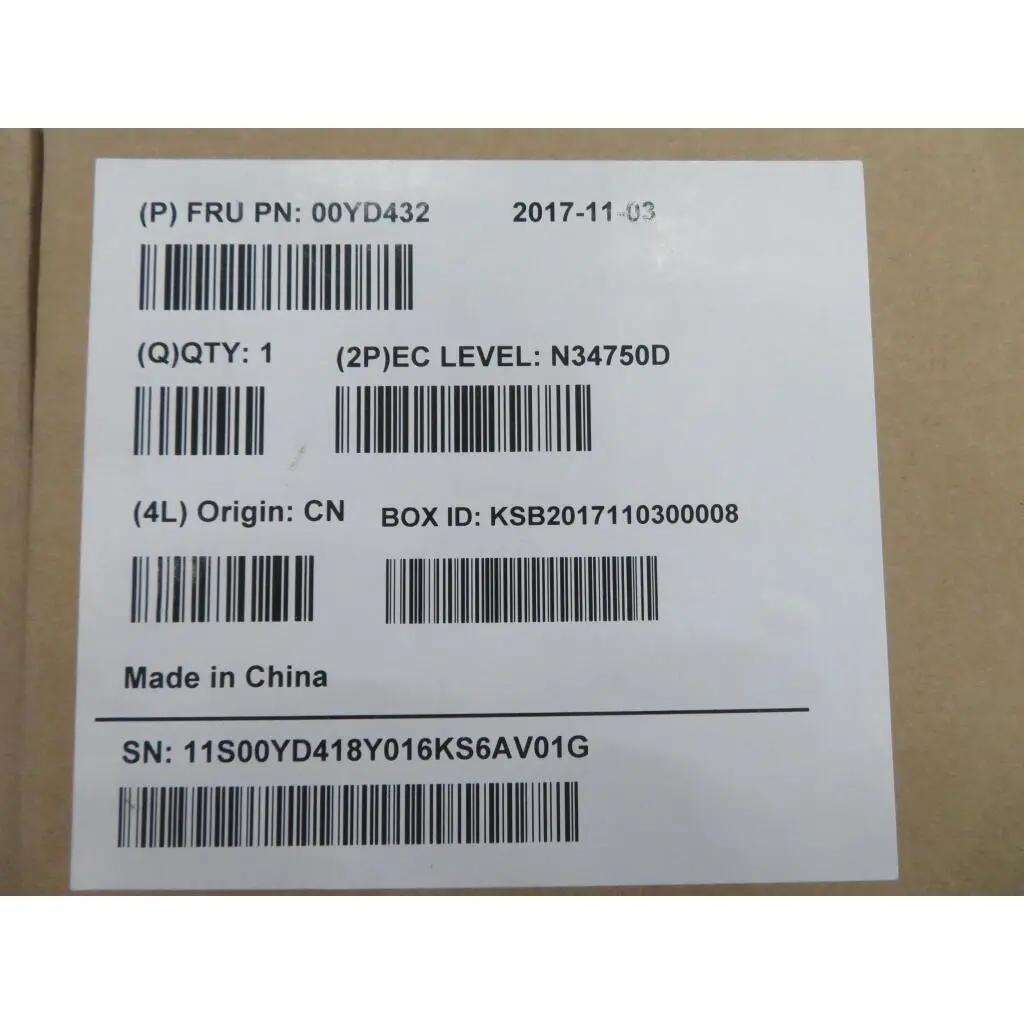 (P) FRU PN: 00YD432 2017-11-03
(Q)QTY: 1 (2P)EC LEVEL: N34750D
(4L) Origin: CN BOX ID: KSB2017110300008
Made in China
SN: 11S00YD418Y016KS6AV01G